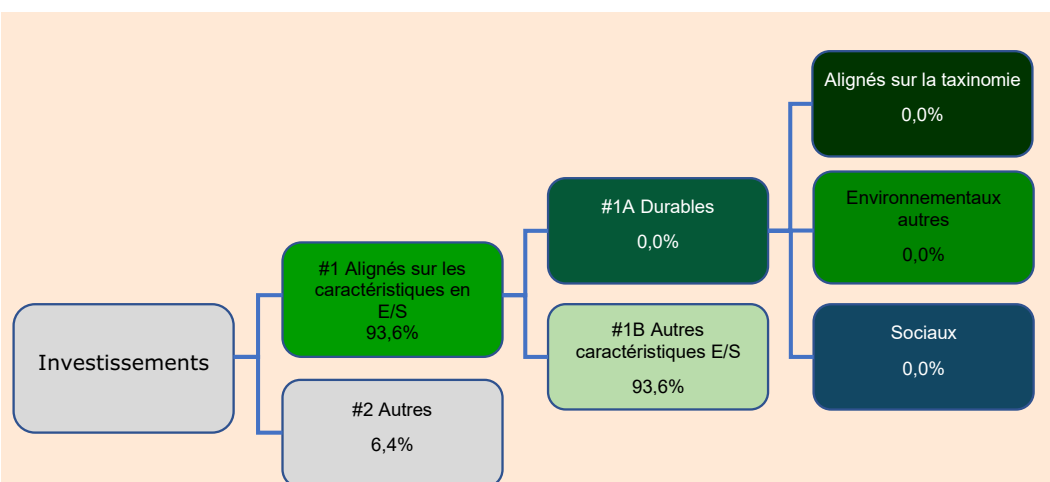 Investissements
#1 Alignés sur les
caractéristiques en
E/S
93,6%
#2 Autres
6,4%
#1A Durables
0,0%
#1B Autres
caractéristiques E/S
93,6%
Alignés sur la taxinomie
0,0%
Environnementaux
autres
0,0%
Sociaux
0,0%